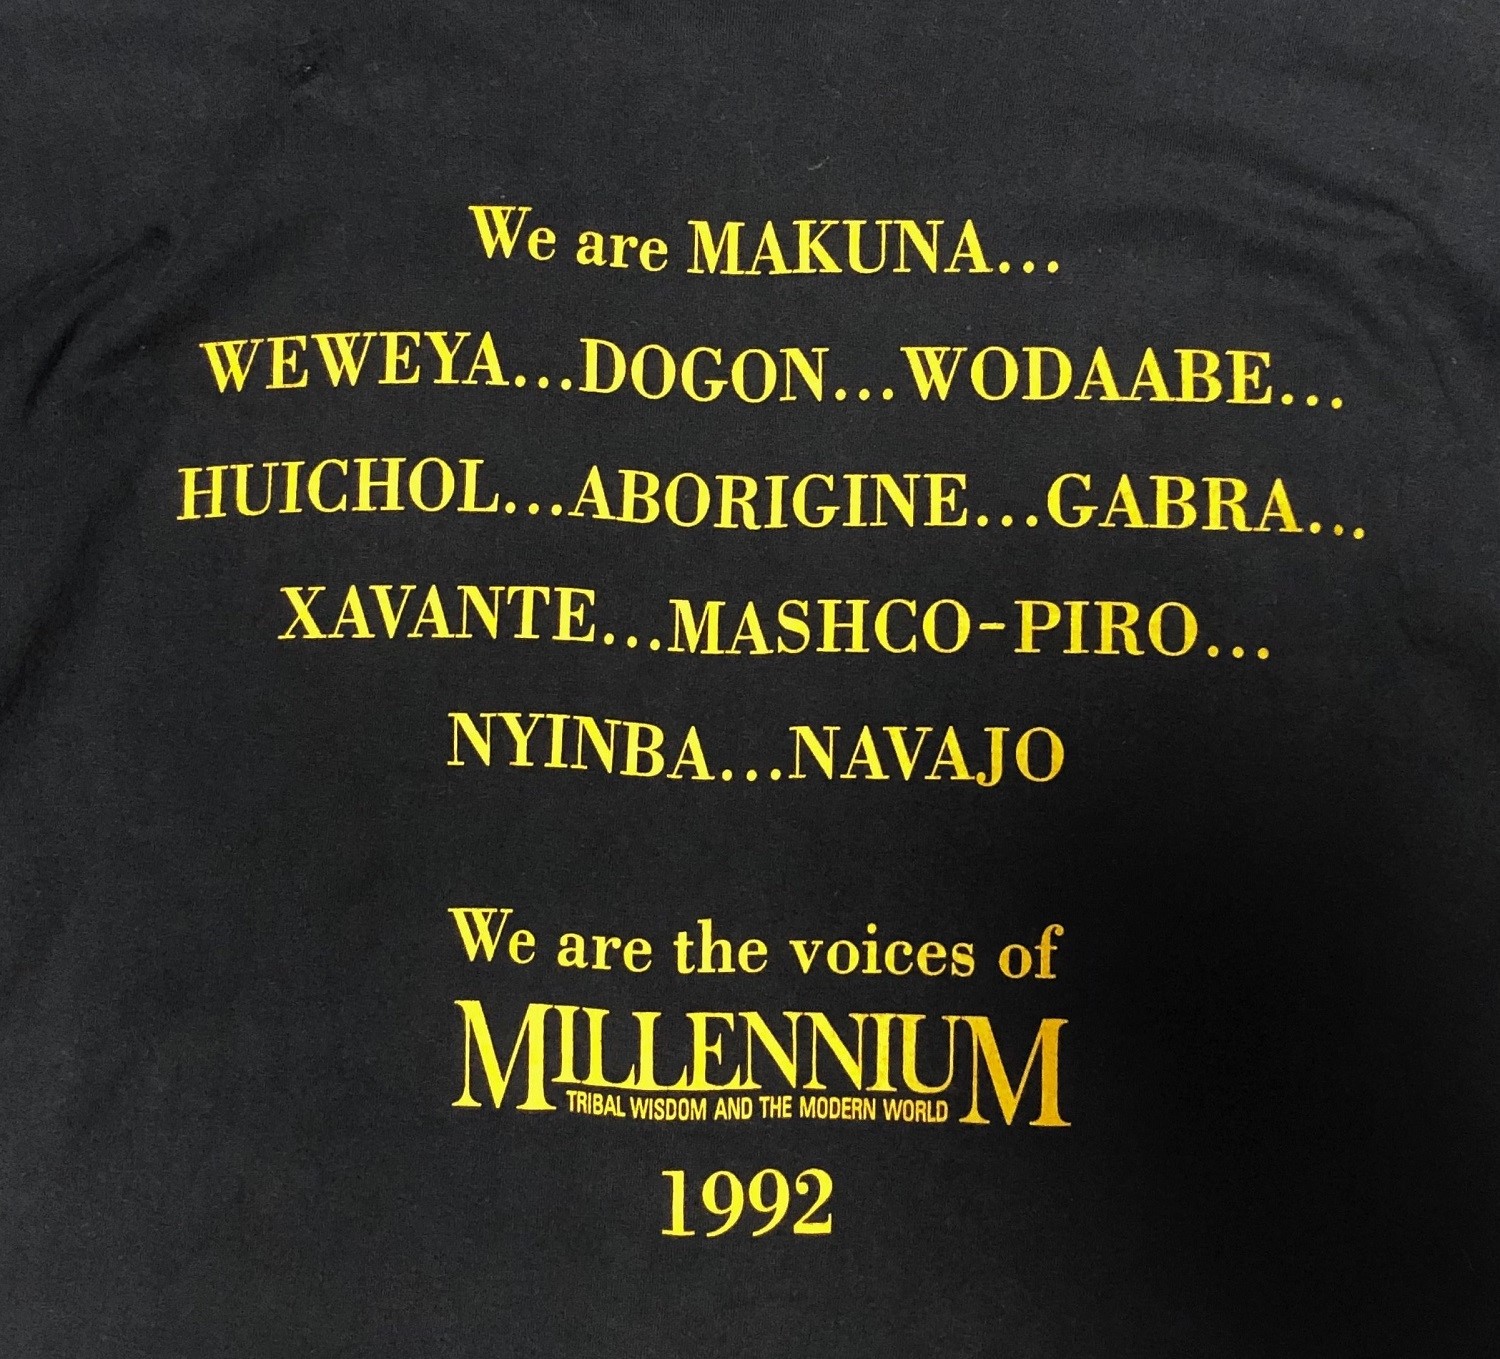 We are MAKUNA...
WEWEYA...DOGON...WODAABE...
HUICHOL...ABORIGINE...GABRA...
XAVANTE...MASHCO-PIRO...
NYINBA...NAVAJO
We are the voices of
MILLENNIUM
TRIBAL WISDOM AND THE MODERN WORLD
1992